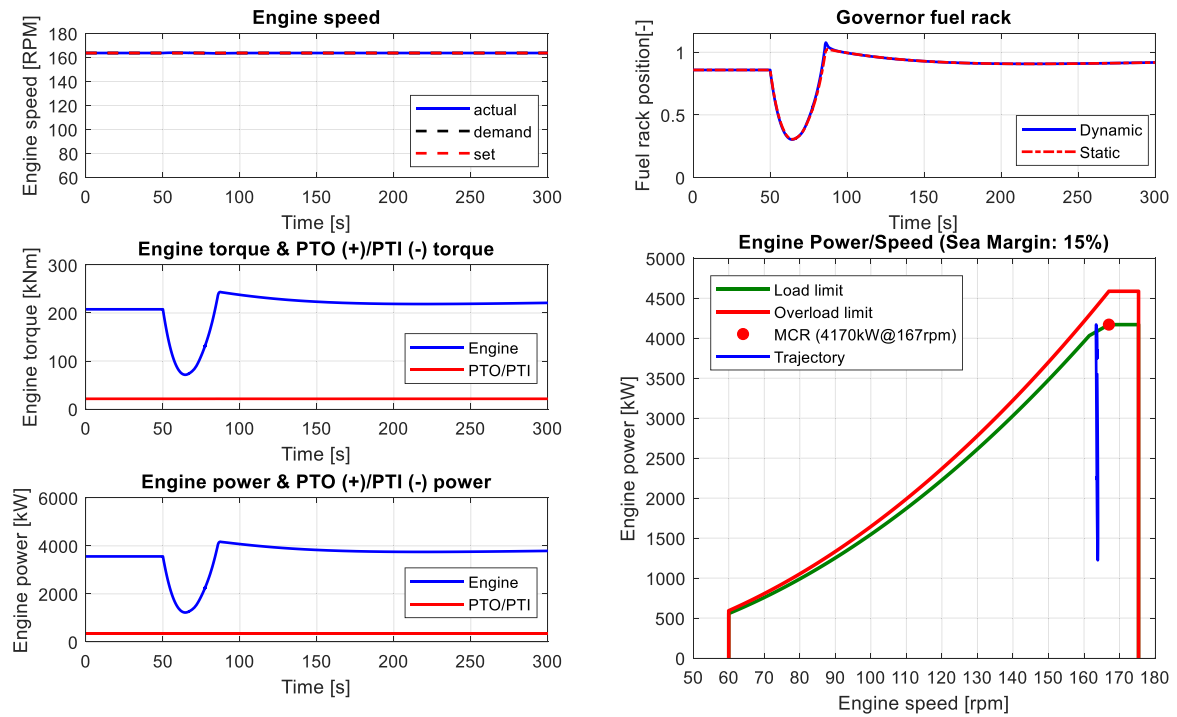 Engine speed
Engine speed [RPM]
180
160
140
120
100
80
60
actual
demand
set
0 50 100 150 200 250 300
Time [s]
Governor fuel rack
Fuel rack position[-]
1
0.5
0
Dynamic
Static
0 50 100 150 200 250 300
Time [s]
Engine torque & PTO (+)/PTI (-) torque
Engine torque [kNm]
300
200
100
0
Engine
PTO/PTI
0 50 100 150 200 250 300
Time [s]
Engine power & PTO (+)/PTI (-) power
Engine power [kW]
6000
4000
2000
0
Engine
PTO/PTI
0 50 100 150 200 250 300
Time [s]
Engine Power/Speed (Sea Margin: 15%)
Engine power [kW]
5000
4500
4000
3500
3000
2500
2000
1500
1000
500
0
Load limit
Overload limit
MCR (4170kW@167rpm)
Trajectory
50 60 70 80 90 100 110 120 130 140 150 160 170 180
Engine speed [rpm]